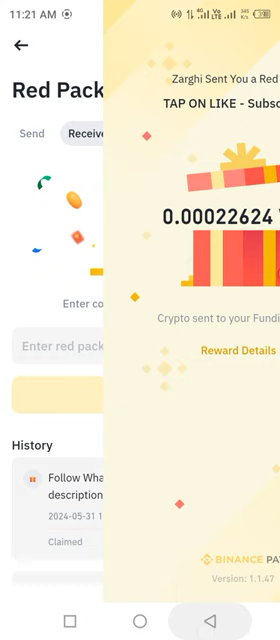 11:21 AM
Red Pack
Send
Receive
Enter co
Enter red pack
History
Follow Wha
description
2024-05-31 1
Claimed
Zarghi Sent You a Red
TAP ON LIKE - Subsc
0.00022624
Crypto sent to your Fundi
Reward Details
BINANCE PA
Version: 1.1.47